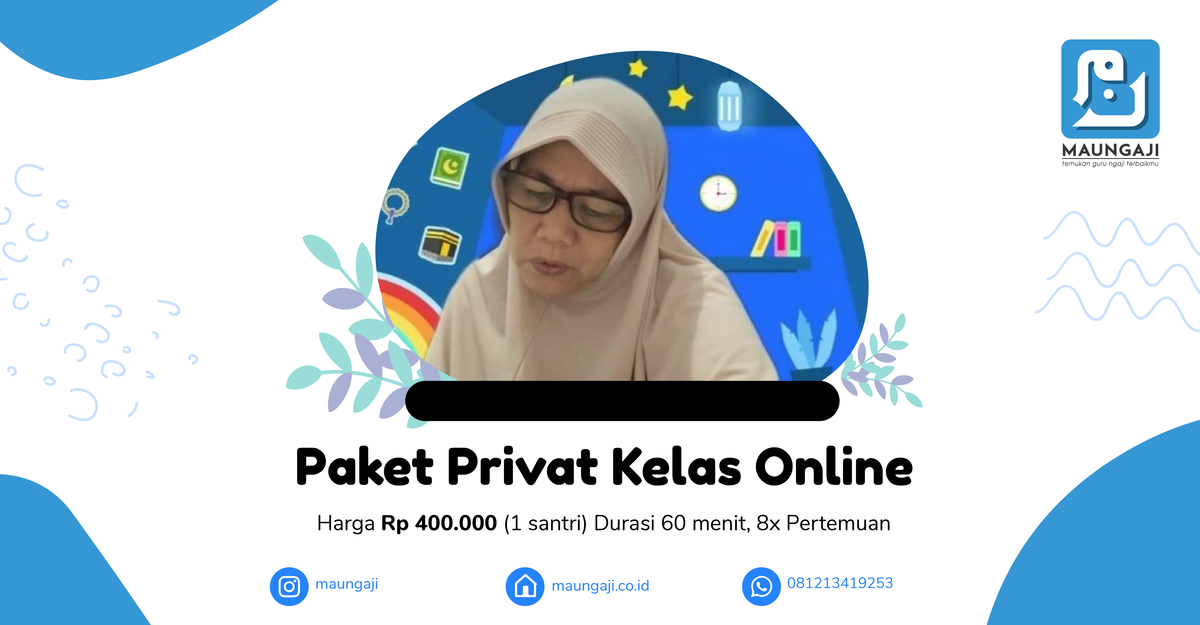 MAUNGAJI
temukan guru ngaji terbaikmu
Paket Privat Kelas Online
Harga Rp 400.000 (1 santri) Durasi 60 menit, 8x Pertemuan
maungaji
maungaji.co.id
081213419253